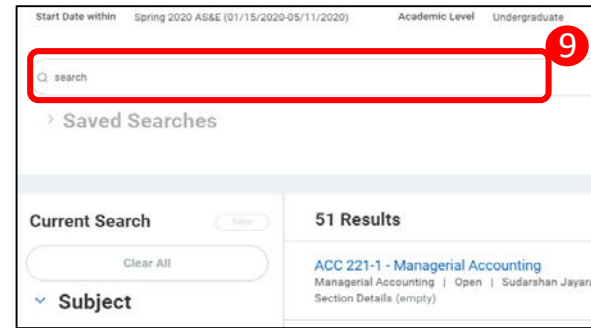 Start Date within Spring 2020 AS&E (01/15/2020-05/11/2020) Academic Level Undergraduate
9
search
Saved Searches
Current Search Save 51 Results
Clear All
ACC 221-1 - Managerial Accounting
Managerial Accounting | Open | Sudarshan
Subject
Section Details (empty)